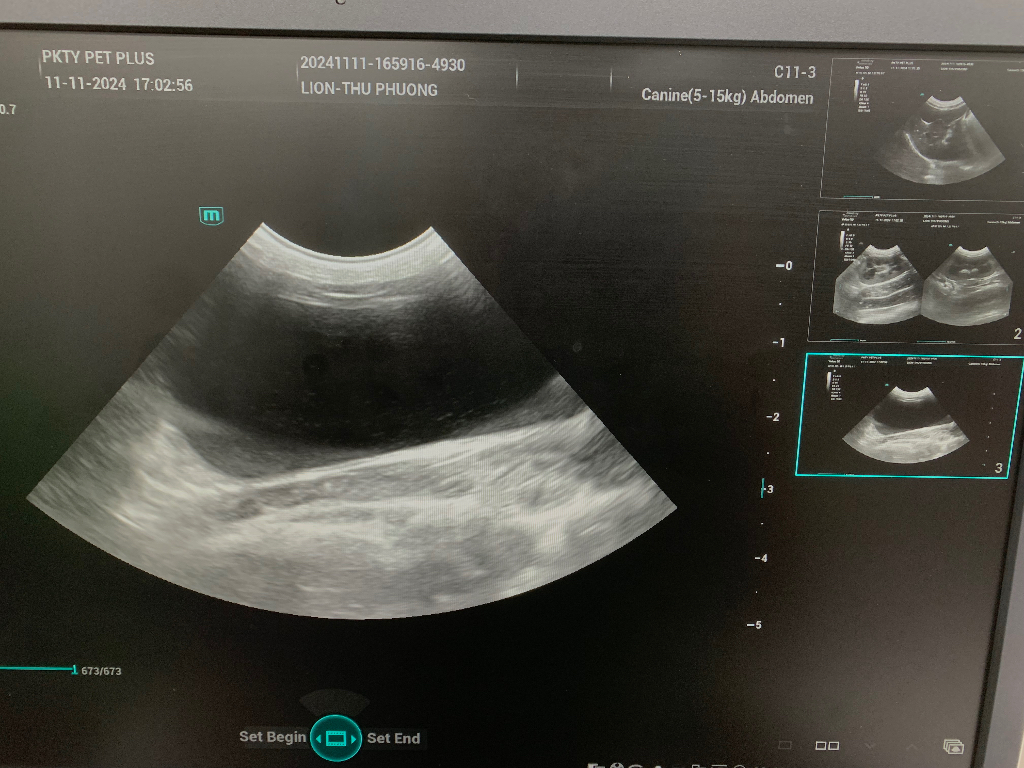 PKTY PET PLUS
11-11-2024 17:02:56
20241111-165916-4930
LION-THU PHUONG
C11-3
Canine(5-15kg) Abdomen
0.7
m
0
-1
-2
-3
-4
-5
2
3
673/673
Set Begin
Set End